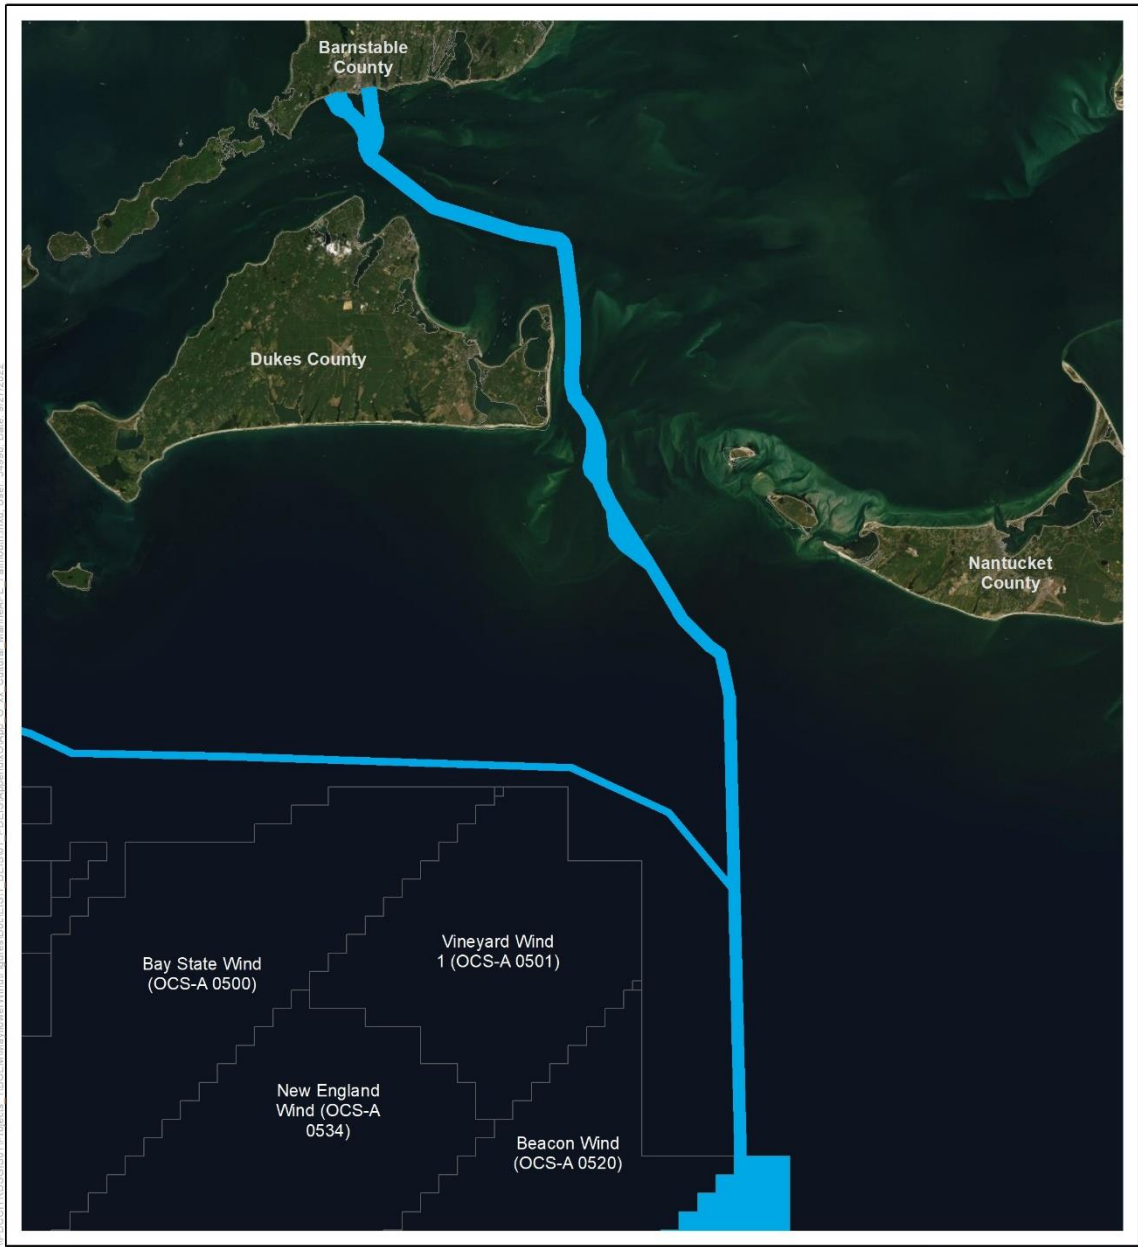 Barnstable
County
Dukes County
Nantucket
County
Vineyard Wind
1 (OCS-A 0501)
Bay State Wind
(OCS-A 0500)
New England
Wind (OCS-A
0534)
Beacon Wind
(OCS-A 0520)